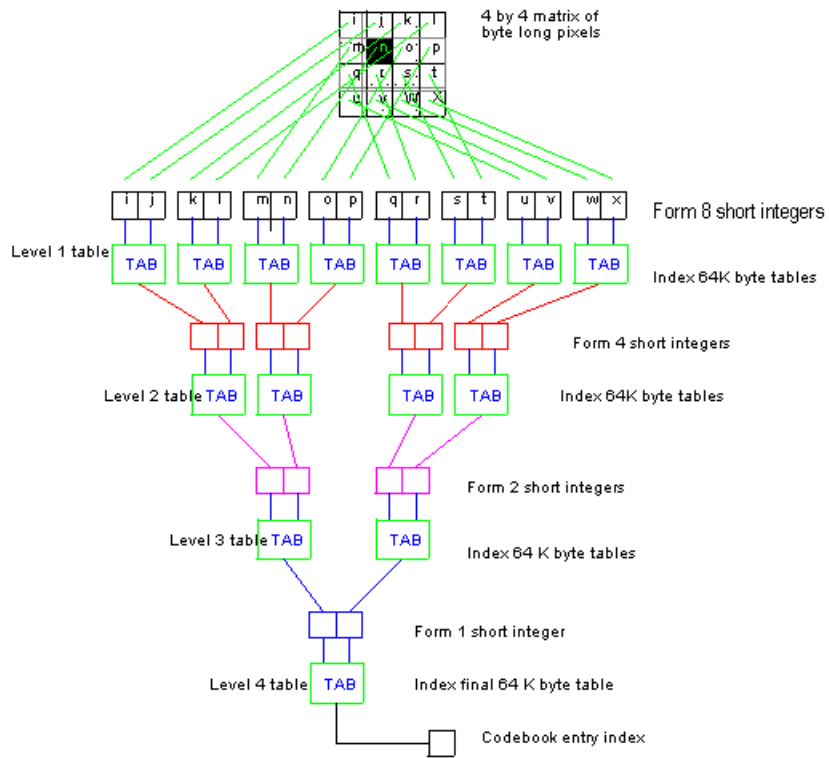 i j k l
4 by 4 matrix of
byte long pixels
m n o p
q r s t
u v W X
i j k l m n o p q r s t u v w x
Form 8 short integers
Level 1 table
TAB TAB TAB TAB TAB TAB TAB TAB
Index 64K byte tables
Form 4 short integers
Level 2 table
TAB TAB TAB TAB
Index 64K byte tables
Form 2 short integers
Level 3 table
TAB TAB
Index 64 K byte tables
Form 1 short integer
Level 4 table
TAB
Index final 64 K byte table
Codebook entry index